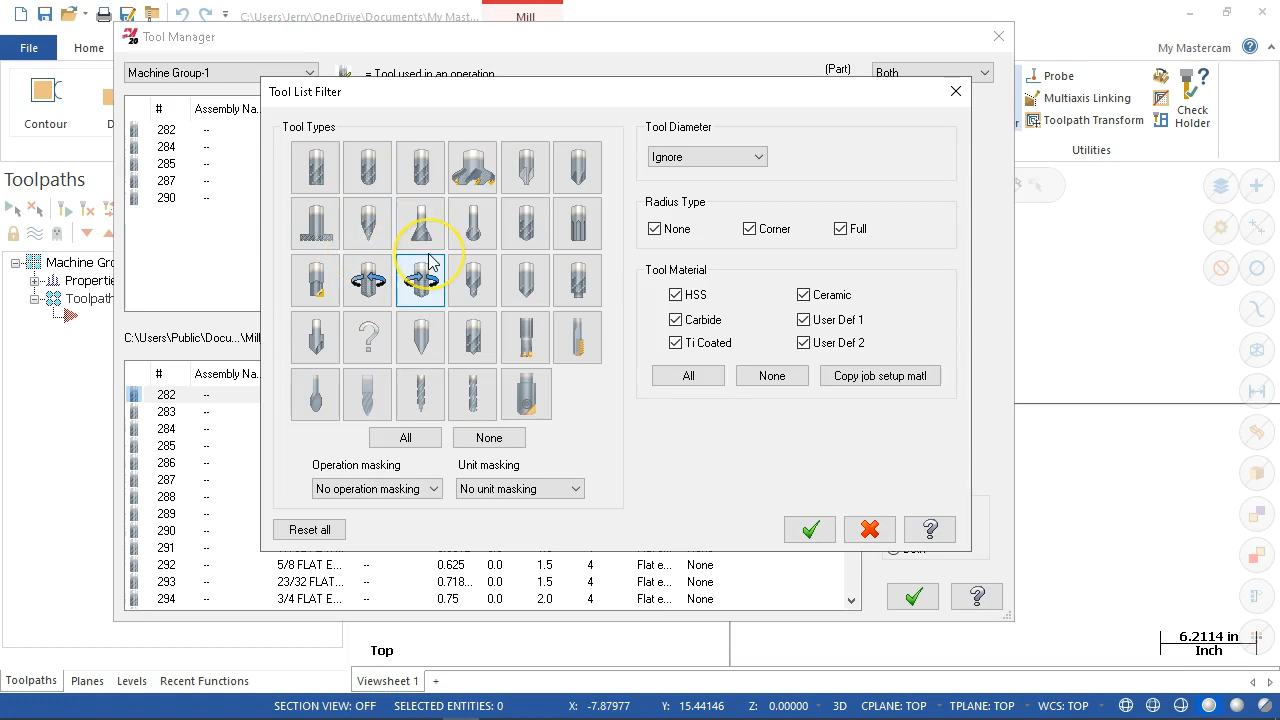 C:\Users\Jerry\OneDrive\Documents\My Mast...
Mill
File
Home
My Mastercam
20
Tool Manager
Machine Group-1
= Tool used in an operation
(Part)
Both
# Assembly Na.
282 --
284 --
285 --
287 --
290 --
C:\Users\Public\Docu...\Mill
# Assembly Na.
282 --
283 --
284 --
285 --
286 --
287 --
288 --
289 --
290 --
291 --
292 -- 5/8 FLAT E... -- 0.625 0.0 1.5 4 Flat e... None
293 -- 23/32 FLAT... -- 0.718... 0.0 1.5 4 Flat e... None
294 -- 3/4 FLAT E... -- 0.75 0.0 2.0 4 Flat e... None
Tool List Filter
Tool Types
All
None
Operation masking
Unit masking
No operation masking
No unit masking
Reset all
Tool Diameter
Ignore
Radius Type
None
Corner
Full
Tool Material
HSS
Ceramic
Carbide
User Def 1
Ti Coated
User Def 2
All
None
Copy job setup matl
Contour
Probe
Multiaxis Linking
Toolpath Transform
Check
Holder
Utilities
Toolpaths
Machine Gro
Properti
Toolpath
Top
6.2114 in
Inch
Toolpaths
Planes
Levels
Recent Functions
Viewsheet 1
+
SECTION VIEW: OFF
SELECTED ENTITIES: 0
X: -7.87977
Y: 15.44146
Z: 0.00000
3D
CPLANE: TOP
TPLANE: TOP
WCS: TOP